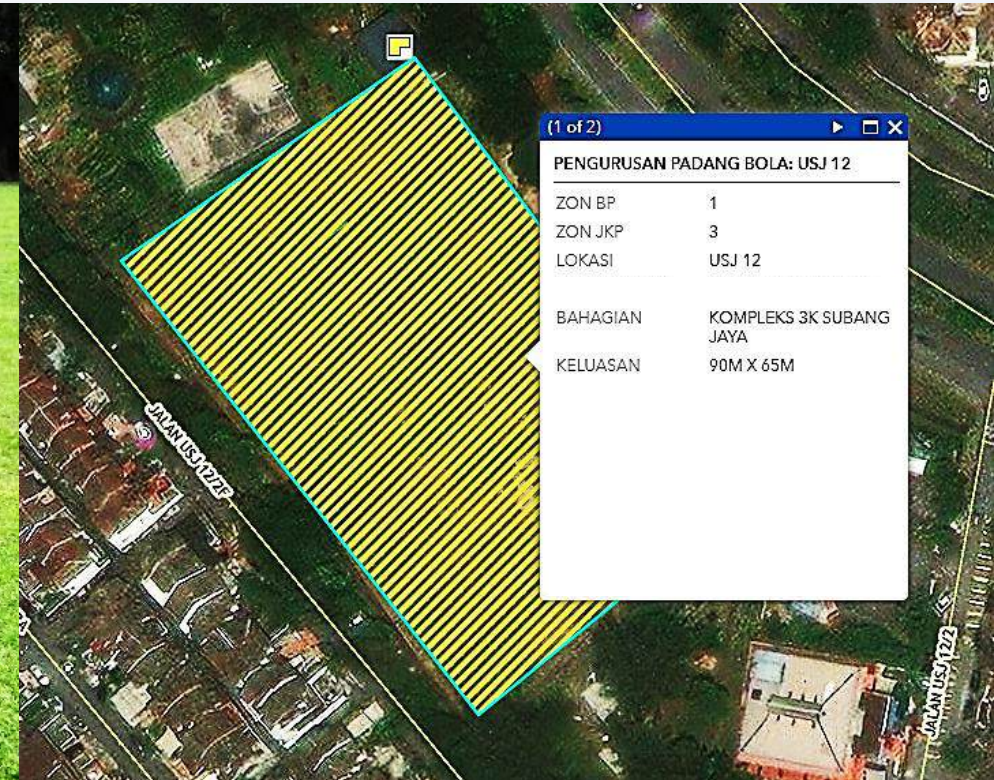 (1 of 2)
PENGURUSAN PADANG BOLA: USJ 12
ZON BP 1
ZON JKP 3
LOKASI USJ 12
BAHAGIAN KOMPLEKS 3K SUBANG
JAYA
KELUASAN 90M X 65M
JALAN USJ 12/2F
JALAN USJ 12/2